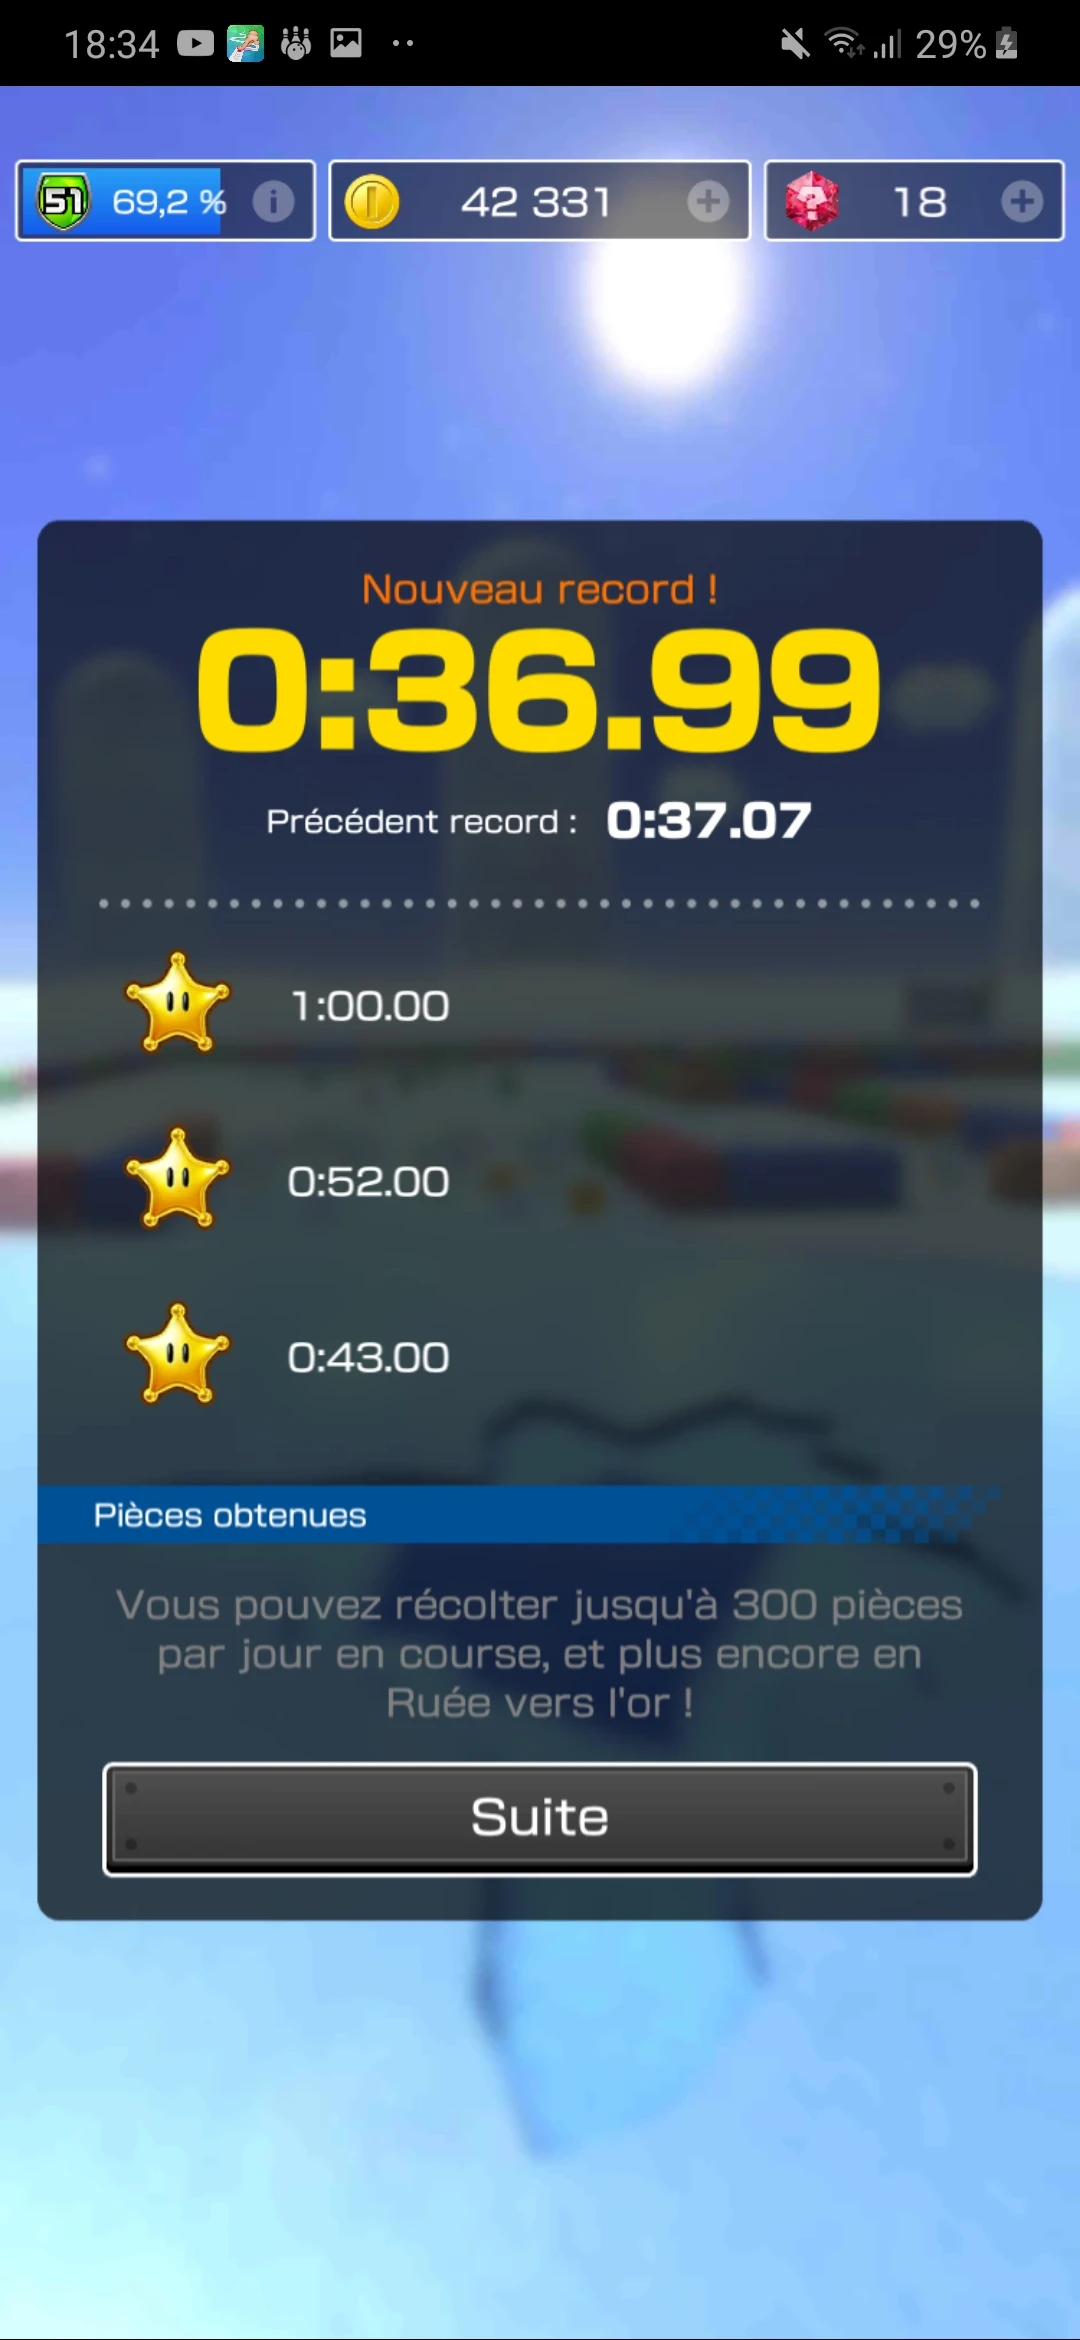 18:34
29%
51 69,2 % i
42 331 +
18 +
Nouveau record !
0:36.99
Précédent record : 0:37.07
1:00.00
0:52.00
0:43.00
Pièces obtenues
Vous pouvez récolter jusqu'à 300 pièces
par jour en course, et plus encore en
Ruée vers l'or !
Suite